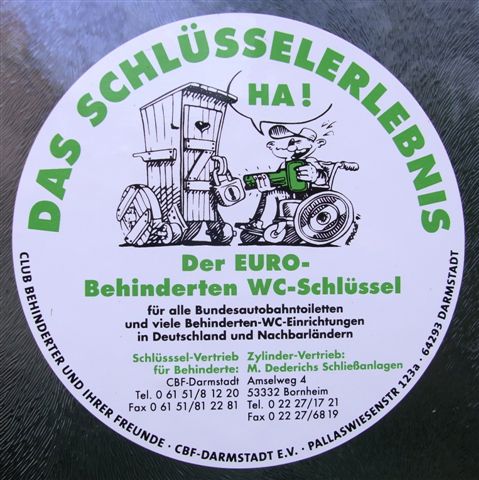 DAS SCHLÜSSELERLEBNIS
HA!
Der EURO-
Behinderten WC-Schlüssel
für alle Bundesautobahntoiletten
und viele Behinderten-WC-Einrichtungen
in Deutschland und Nachbarländern
Schlüsssel-Vertrieb
für Behinderte:
CBF-Darmstadt
Tel. 0 61 51/8 12 20
Fax 0 61 51/81 22 81
Zylinder-Vertrieb:
M. Dederichs Schließanlagen
Amselweg 4
53332 Bornheim
Tel. 0 22 27/17 21
Fax 0 22 27/68 19
CLUB BEHINDERTER UND IHRER FREUNDE · CBF-DARMSTADT E.V. · PALLASWIESENSTR 123a · 64293 DARMSTADT